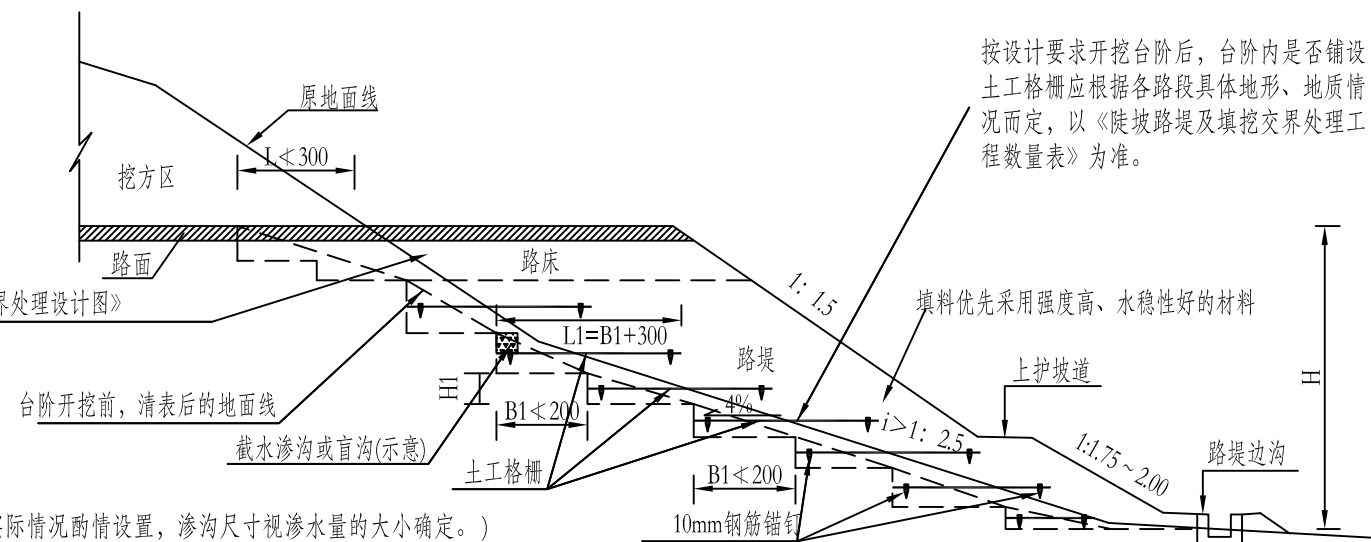 按设计要求开挖台阶后，台阶内是否铺设
土工格栅应根据各路段具体地形、地质情
况而定，以《陡坡路堤及填挖交界处理工
程数量表》为准。
原地面线
L<300
挖方区
路面
路床
1: 1.5
界处理设计图》
填料优先采用强度高、水稳性好的材料
L1=B1+300
路堤
H
上护坡道
H1
4%
台阶开挖前，清表后的地面线
B1<200
i>1: 2.5
截水渗沟或盲沟(示意)
1:1.75~2.00
路堤边沟
土工格栅
B1<200
实际情况酌情设置，渗沟尺寸视渗水量的大小确定。)
10mm钢筋锚钉